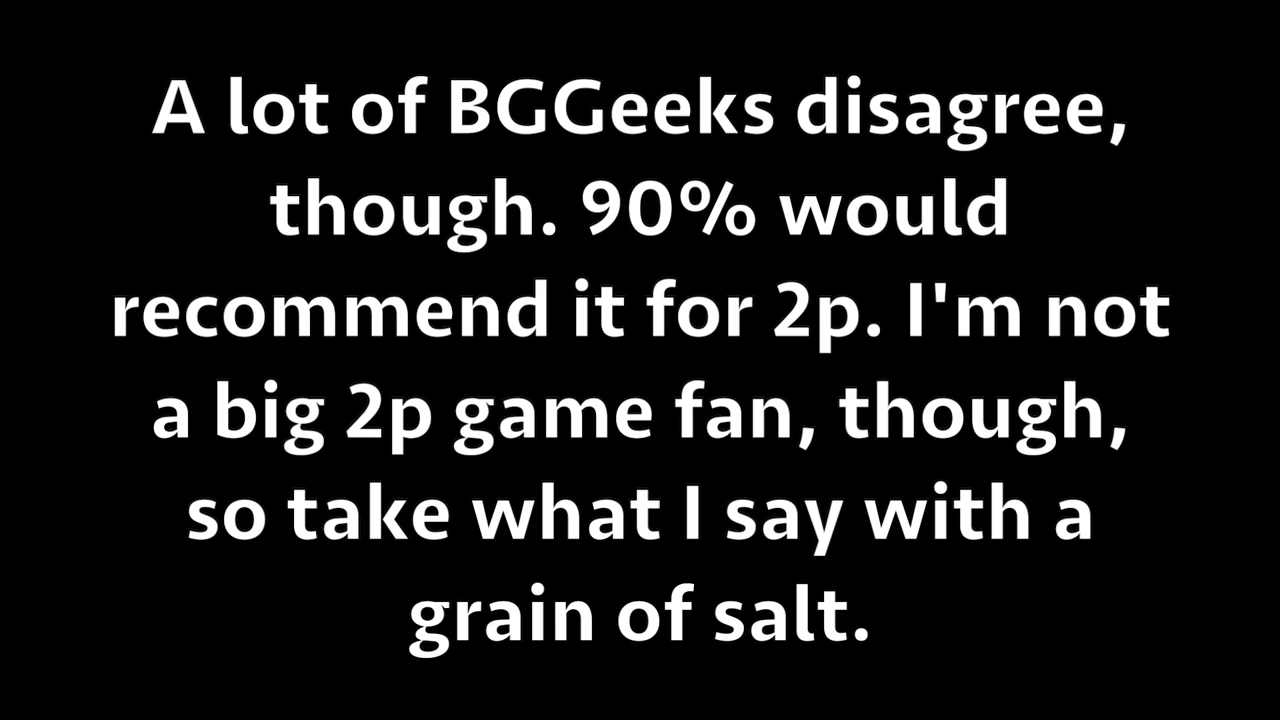 A lot of BGGeeks disagree,
though. 90% would
recommend it for 2p. I'm not
a big 2p game fan, though,
so take what I say with a
grain of salt.